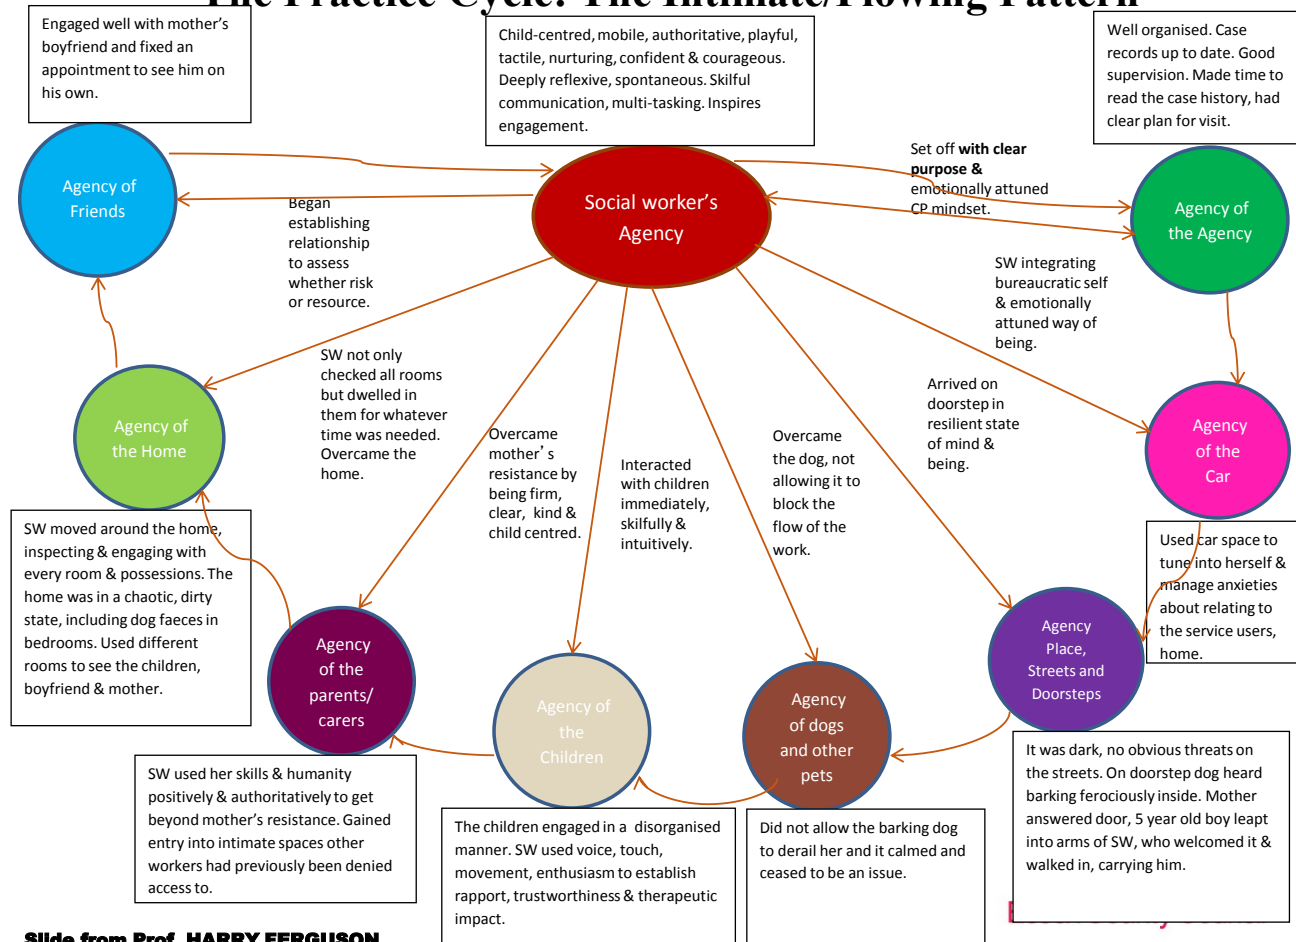 The Practice Cycle: The Intimate/Flowing Pattern
Engaged well with mother's
boyfriend and fixed an
appointment to see him on
his own.
Child-centred, mobile, authoritative, playful,
tactile, nurturing, confident & courageous.
Deeply reflexive, spontaneous. Skilful
communication, multi-tasking. Inspires
engagement.
Well organised. Case
records up to date. Good
supervision. Made time to
read the case history, had
clear plan for visit.
Agency of
Friends
Social worker's
Agency
Set off with clear
purpose &
emotionally attuned
CP mindset.
Agency of
the Agency
Began
establishing
relationship
to assess
whether risk
or resource.
SW integrating
bureaucratic self
& emotionally
attuned way of
being.
SW not only
checked all rooms
but dwelled in
them for whatever
time was needed.
Overcame the
home.
Arrived on
doorstep in
resilient state
of mind &
being.
Agency of
the Home
Overcame
mother's
resistance by
being firm,
clear, kind &
child centred.
Interacted
with children
immediately,
skilfully &
intuitively.
Overcame
the dog, not
allowing it to
block the
flow of the
work.
Agency
of the
Car
SW moved around the home,
inspecting & engaging with
every room & possessions. The
home was in a chaotic, dirty
state, including dog faeces in
bedrooms. Used different
rooms to see the children,
boyfriend & mother.
Used car space to
tune into herself &
manage anxieties
about relating to
the service users,
home.
Agency
of the
parents/
carers
Agency of
the
Children
Agency
of dogs
and other
pets
Agency
Place,
Streets and
Doorsteps
SW used her skills & humanity
positively & authoritatively to get
beyond mother's resistance. Gained
entry into intimate spaces other
workers had previously been denied
access to.
The children engaged in a disorganised
manner. SW used voice, touch,
movement, enthusiasm to establish
rapport, trustworthiness & therapeutic
impact.
Did not allow the barking dog
to derail her and it calmed and
ceased to be an issue.
It was dark, no obvious threats on
the streets. On doorstep dog heard
barking ferociously inside. Mother
answered door, 5 year old boy leapt
into arms of SW, who welcomed it &
walked in, carrying him.
Slide from Prof. HARRY FERGUSON